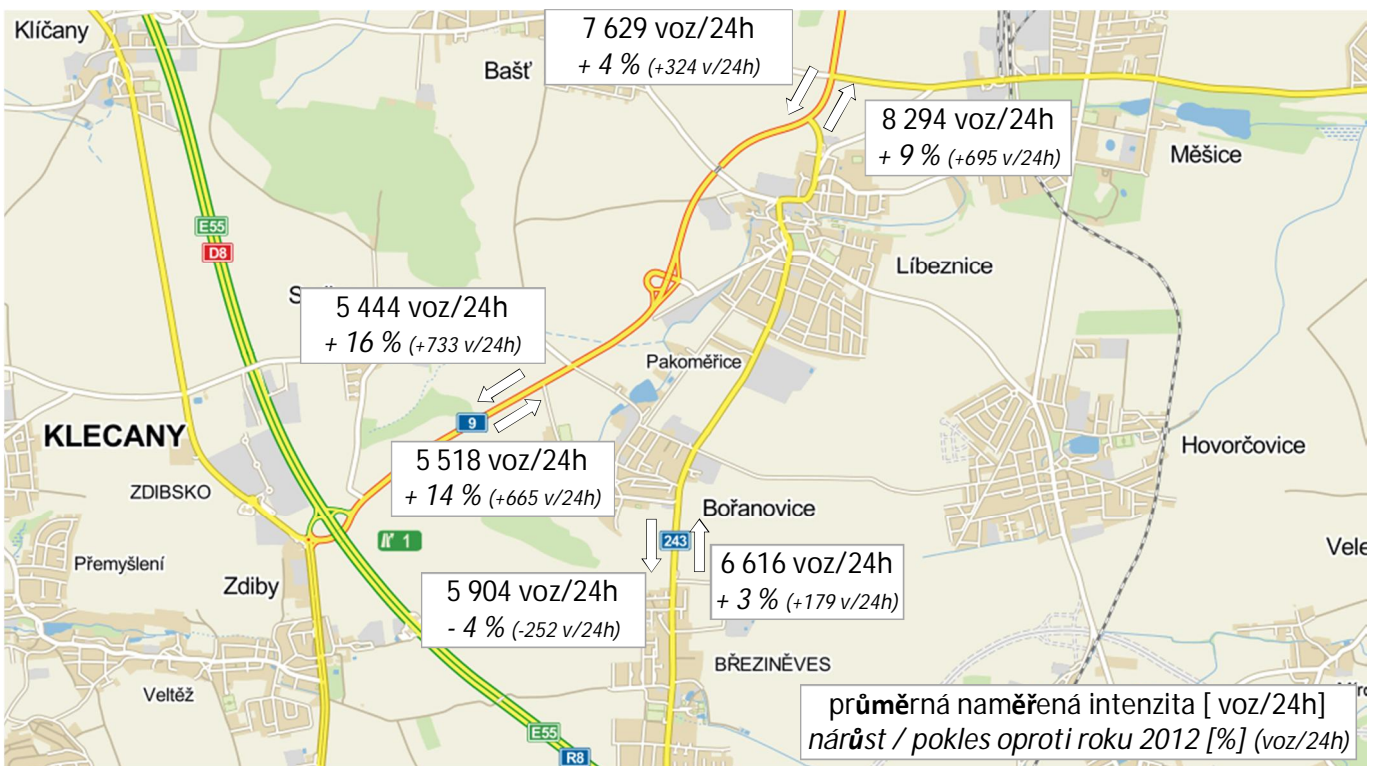 Klíčany
7 629 voz/24h
+ 4 % (+324 v/24h)
Bašť
8 294 voz/24h
+ 9 % (+695 v/24h)
Měšice
E55
D8
Líbeznice
5 444 voz/24h
+ 16 % (+733 v/24h)
Pakoměřice
9
KLECANY
Hovorčovice
5 518 voz/24h
+ 14 % (+665 v/24h)
ZDIBSKO
Bořanovice
1
243
Přemyšlení
Vele
6 616 voz/24h
+ 3 % (+179 v/24h)
Zdiby
5 904 voz/24h
- 4 % (-252 v/24h)
BŘEZINĚVES
Veltěž
průměrná naměřená intenzita [ voz/24h]
nárůst / pokles oproti roku 2012 [%] (voz/24h)
E55
R8